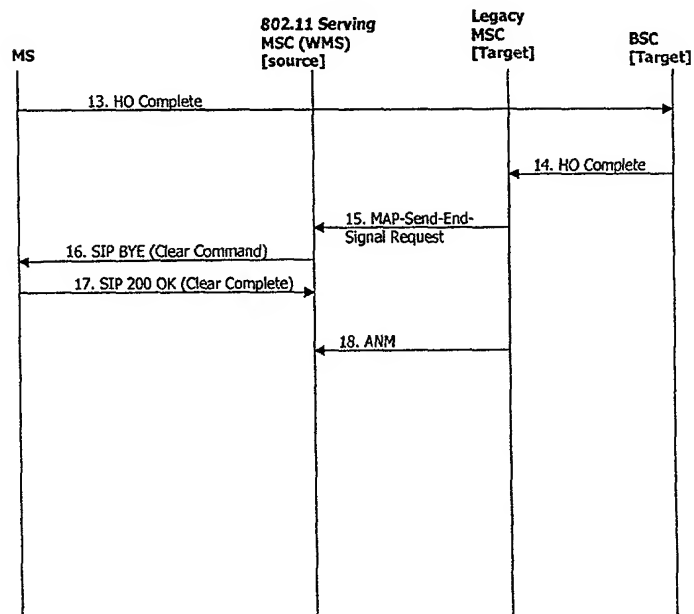 MS
802.11 Serving
MSC (WMS)
[source]
Legacy
MSC
[Target]
BSC
[Target]
13. HO Complete
14. HO Complete
15. MAP-Send-End-
Signal Request
16. SIP BYE (Clear Command)
17. SIP 200 OK (Clear Complete)
18. ANM